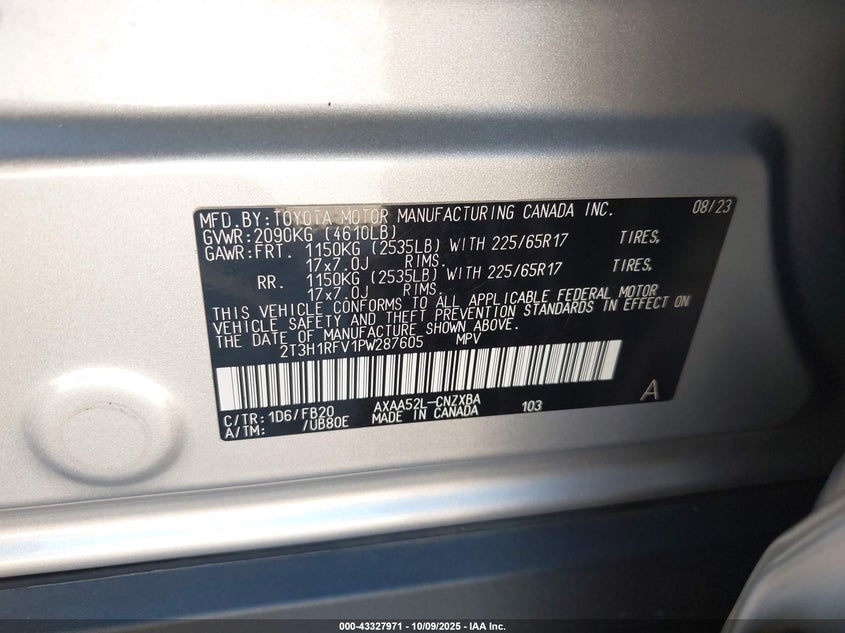 MFD.BY:TOYOTA MOTOR MANUFACTURING CANADA INC. 08/23
GVWR:2090KG (4610LB)
GAWR:FRT. 1150KG (2535LB) WITH 225/65R17 TIRES,
17x7.0J RIMS.
RR. 1150KG (2535LB) WITH 225/65R17 TIRES,
17x7.0J RIMS.
THIS VEHICLE CONFORMS TO ALL APPLICABLE FEDERAL MOTOR
VEHICLE SAFETY AND THEFT PREVENTION STANDARDS IN EFFECT ON
THE DATE OF MANUFACTURE SHOWN ABOVE.
2T3H1RFV1PW287605 MPV
C/TR:1D6/FB20 AXAA52L-CNZXBA 103 A
A/TM: /UB80E MADE IN CANADA
000-43327971 - 10/09/2025 - IAA Inc.